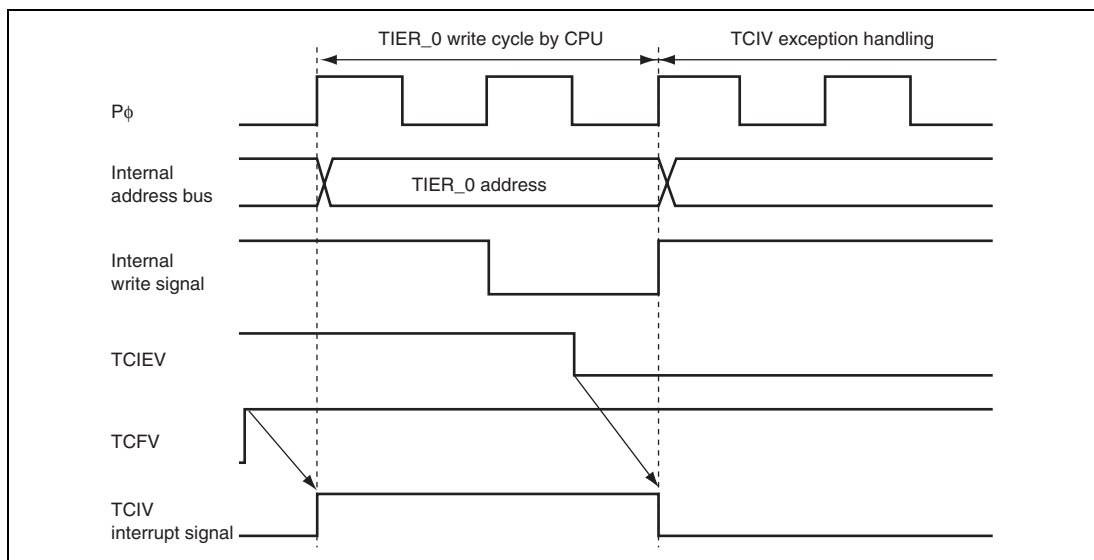 TIER_0 write cycle by CPU
TCIV exception handling
Pϕ
Internal
address bus
TIER_0 address
Internal
write signal
TCIEV
TCFV
TCIV
interrupt signal